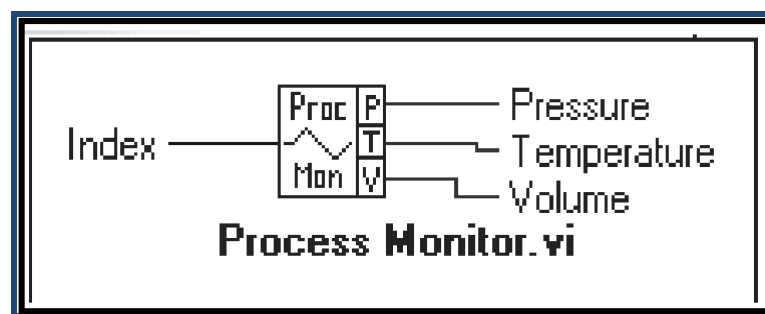 Proc P
T
Mon V
Index
Pressure
Temperature
Volume
Process Monitor.vi